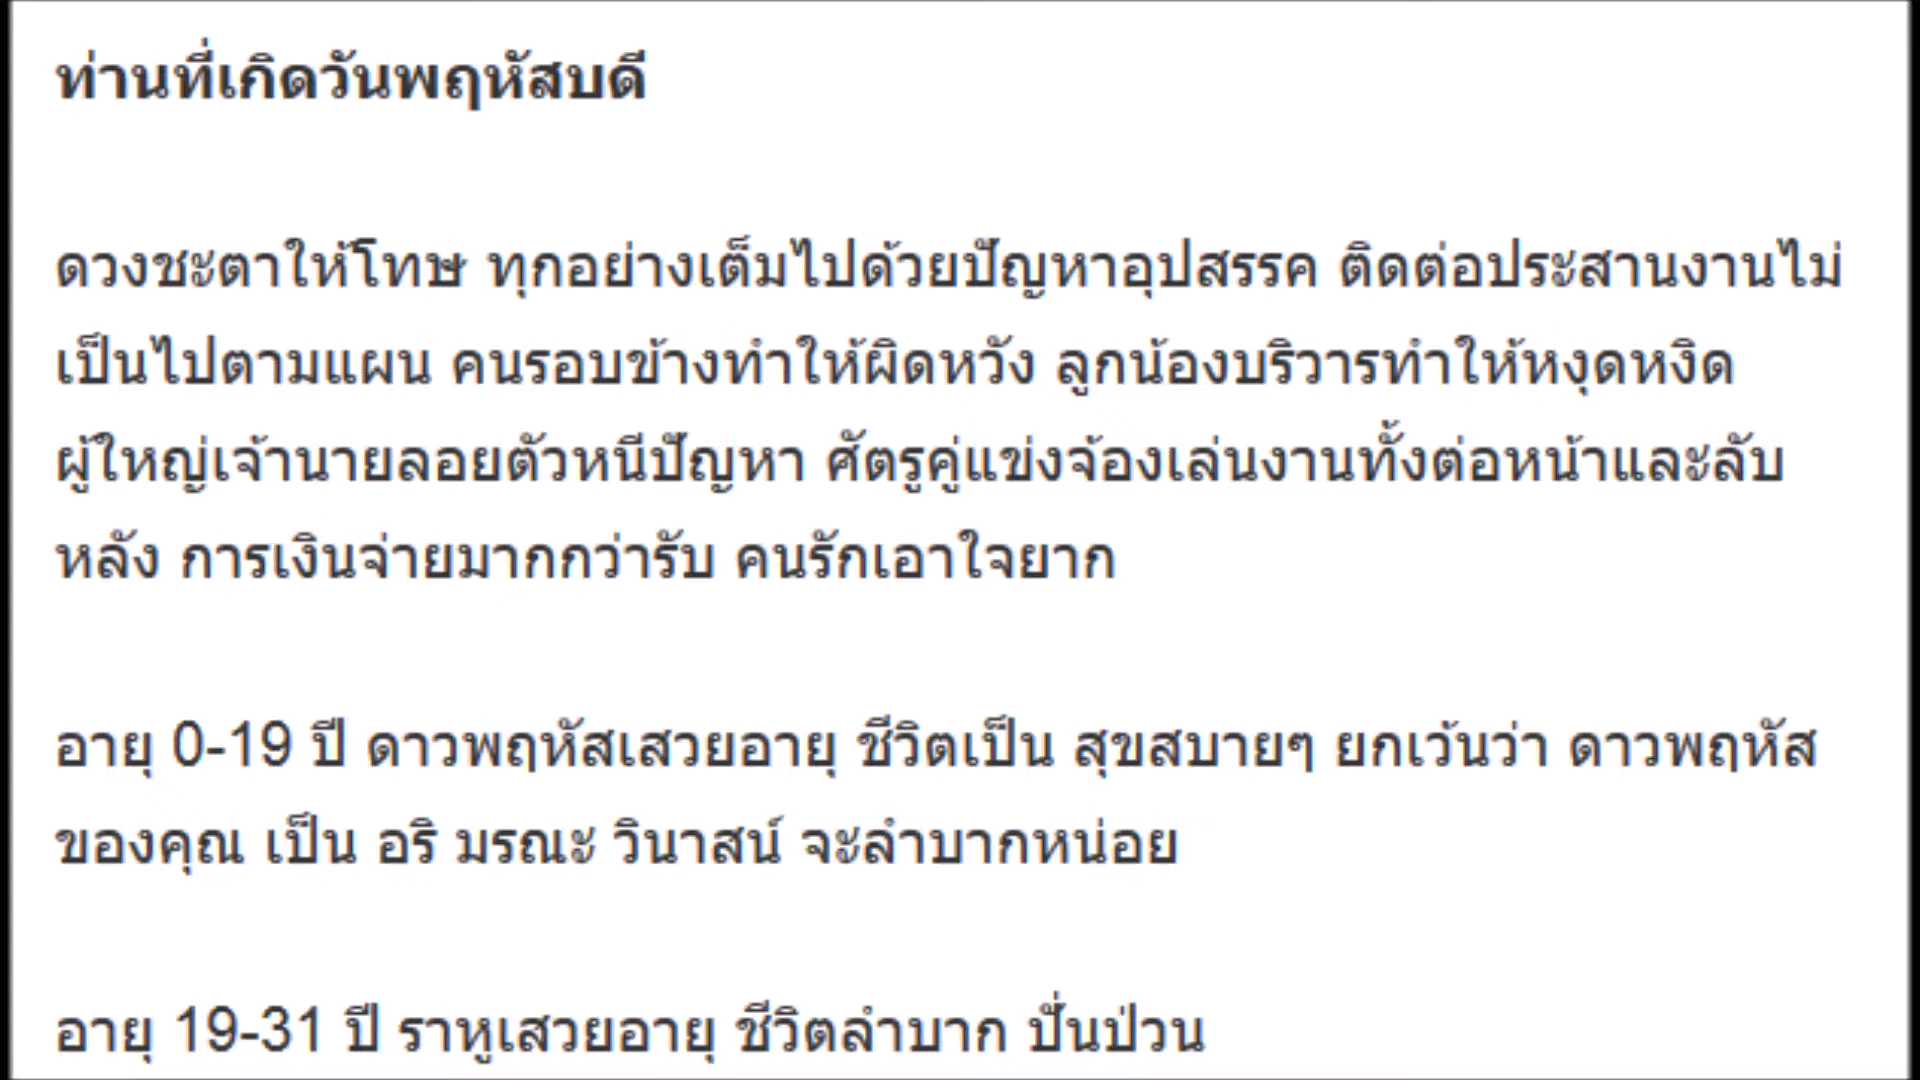 ท่านที่เกิดวันพฤหัสบดี
ดวงชะตาให้โทษ ทุกอย่างเต็มไปด้วยปัญหาอุปสรรค ติดต่อประสานงานไม่
เป็นไปตามแผน คนรอบข้างทำให้ผิดหวัง ลูกน้องบริวารทำให้หงุดหงิด
ผู้ใหญ่เจ้านายลอยตัวหนีปัญหา ศัตรูคู่แข่งจ้องเล่นงานทั้งต่อหน้าและลับ
หลัง การเงินจ่ายมากกว่ารับ คนรักเอาใจยาก
อายุ 0-19 ปี ดาวพฤหัสเสวยอายุ ชีวิตเป็น สุขสบายๆ ยกเว้นว่า ดาวพฤหัส
ของคุณ เป็น อริ มรณะ วินาสน์ จะลำบากหน่อย
อายุ 19-31 ปี ราหูเสวยอายุ ชีวิตลำบาก ปั่นป่วน